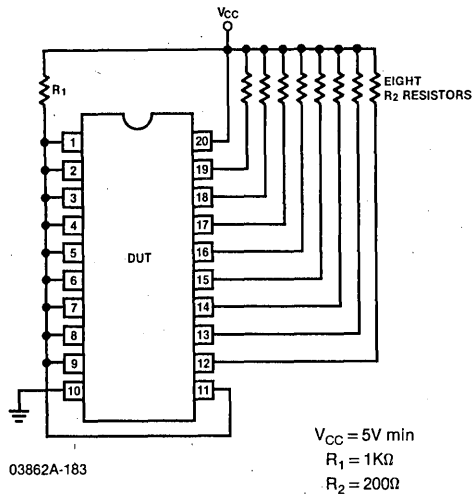 VCC
R1
EIGHT
R2 RESISTORS
1
20
2
19
3
18
4
17
5
16
DUT
6
15
7
14
8
13
9
12
10
11
03862A-183
VCC = 5V min
R1 = 1KΩ
R2 = 200Ω